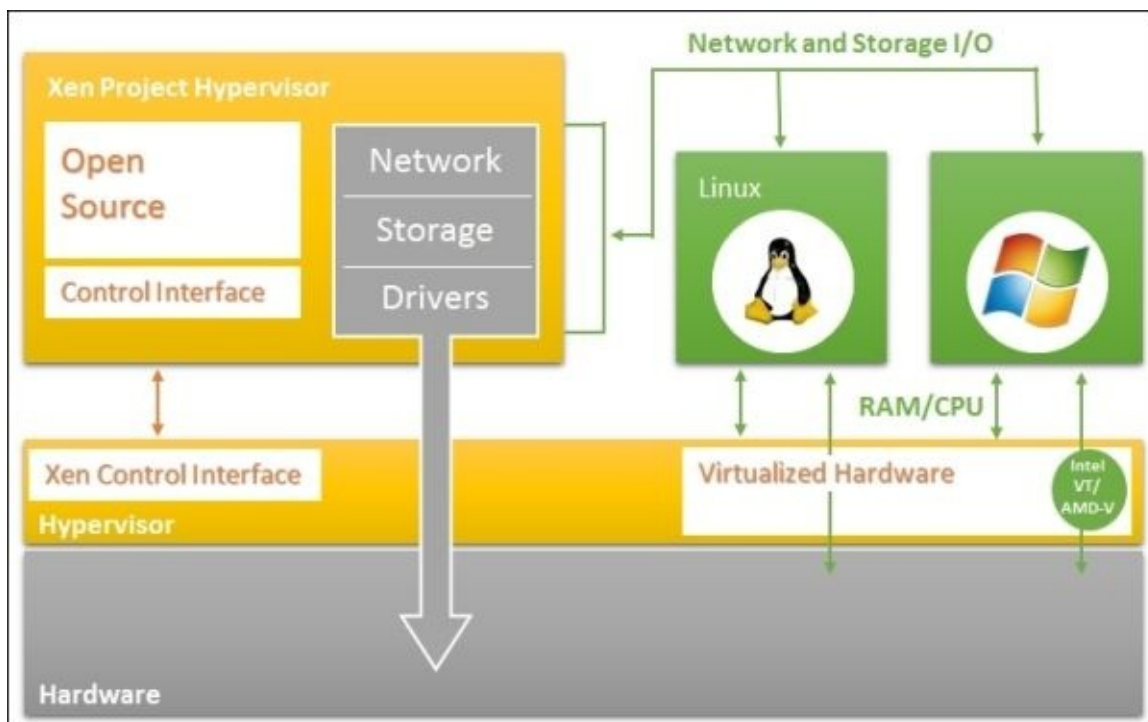 Network and Storage I/O
Xen Project Hypervisor
Open
Source
Control Interface
Network
Storage
Drivers
Linux
RAM/CPU
Xen Control Interface
Hypervisor
Virtualized Hardware
Intel
VT/
AMD-V
Hardware